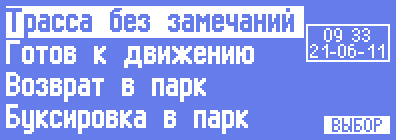 Трасса без замечаний
09 33
21-06-11
Готов к движению
Возврат в парк
Буксировка в парк
ВЫБОР